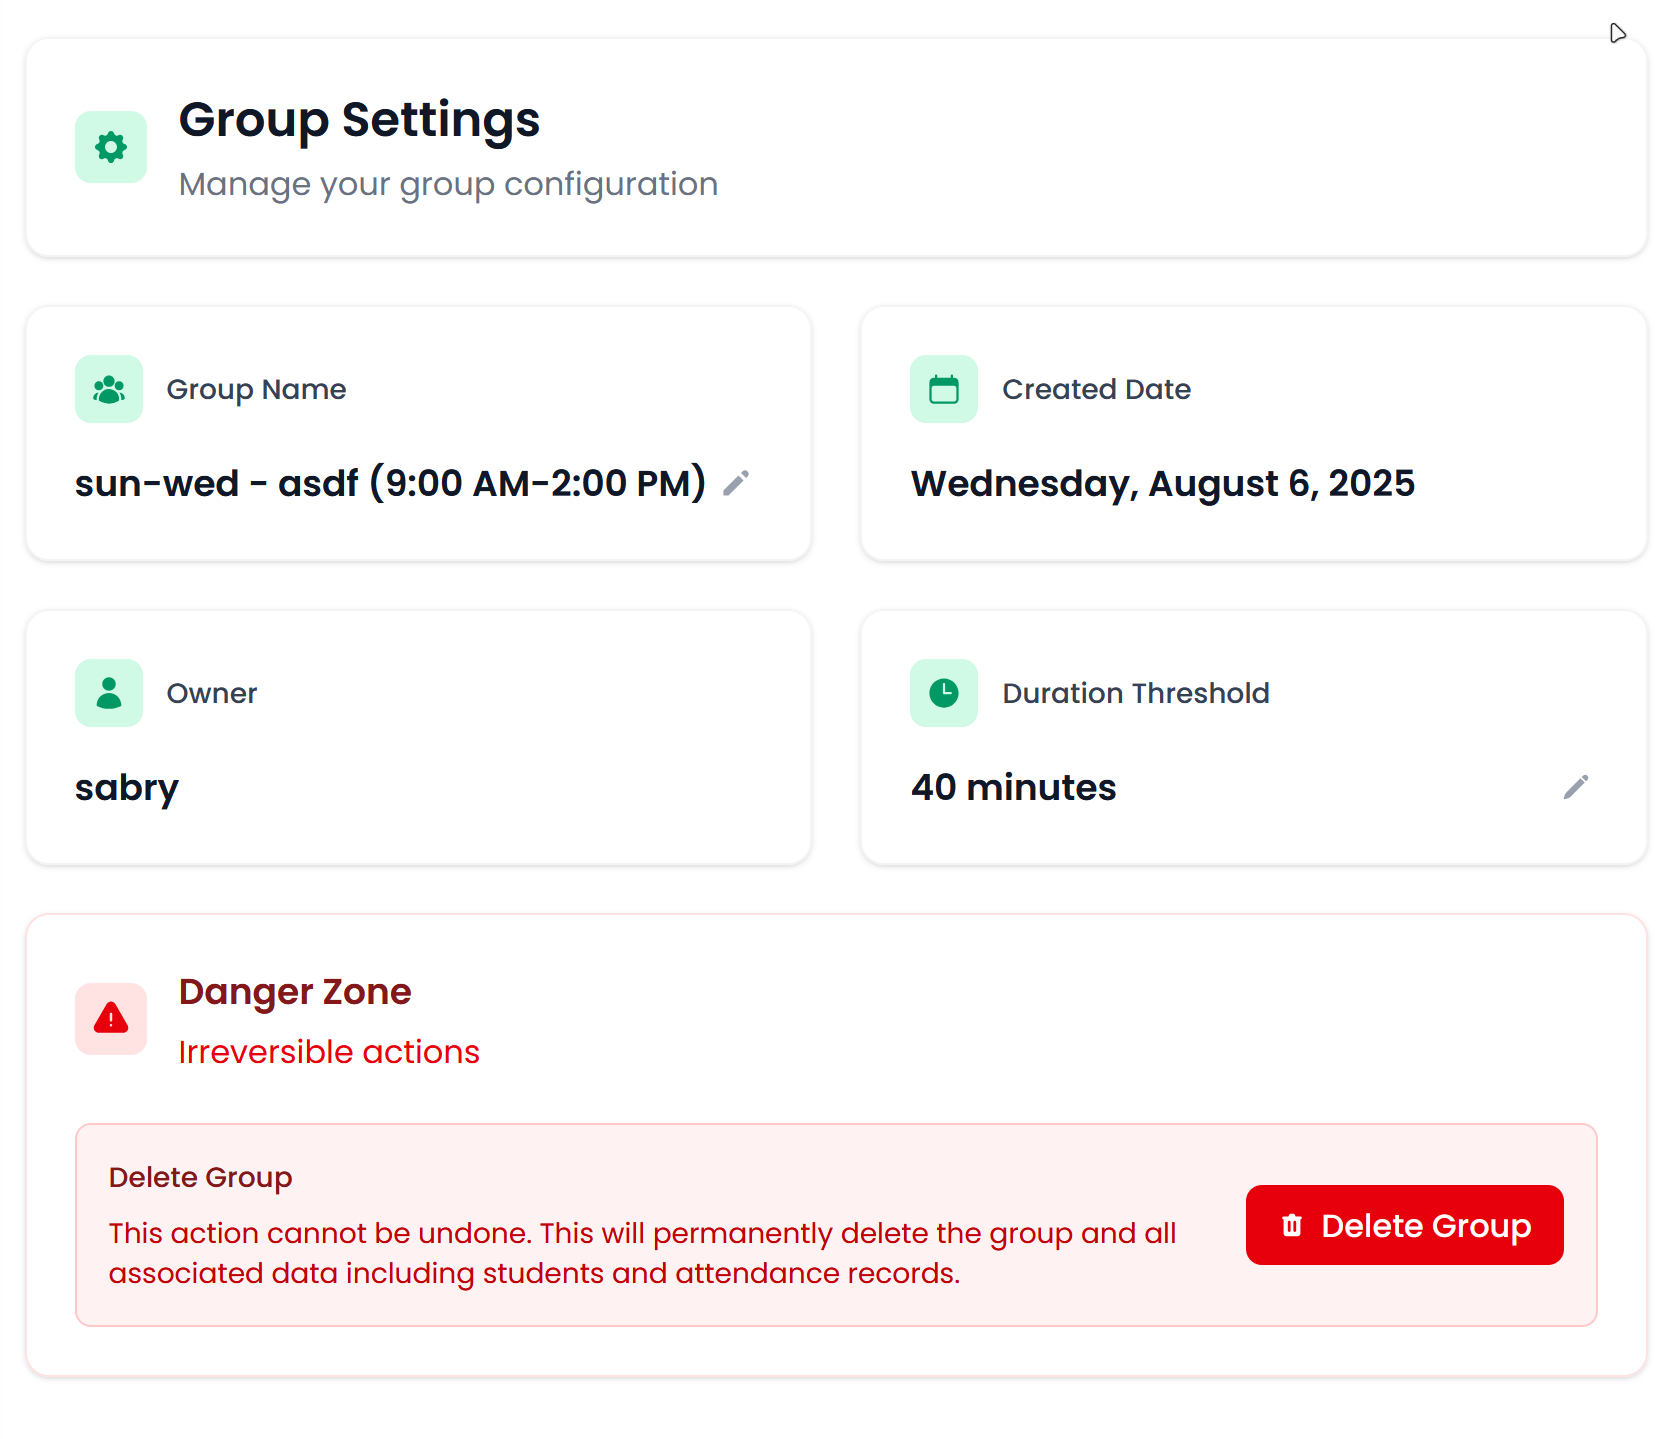 Group Settings
Manage your group configuration
Group Name
sun-wed - asdf (9:00 AM-2:00 PM)
Created Date
Wednesday, August 6, 2025
Owner
sabry
Duration Threshold
40 minutes
Danger Zone
Irreversible actions
Delete Group
This action cannot be undone. This will permanently delete the group and all
associated data including students and attendance records.
Delete Group